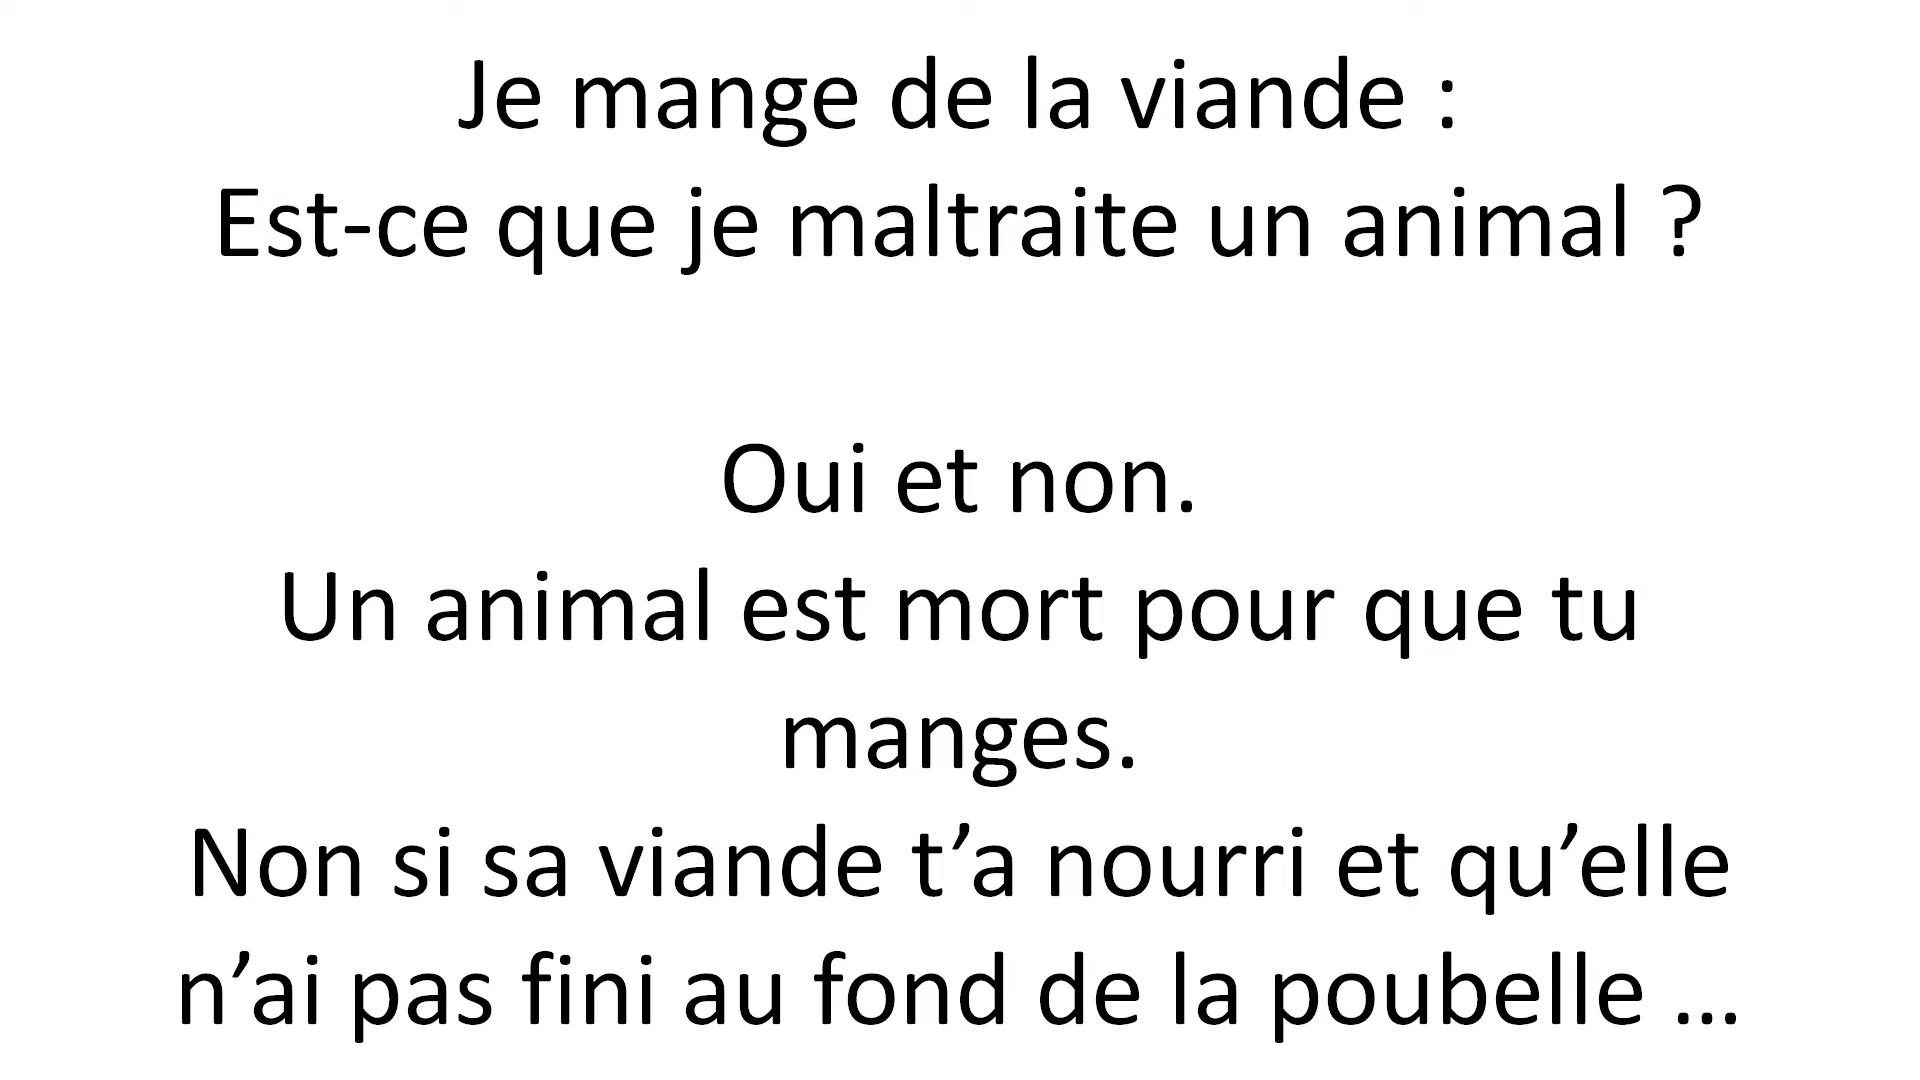 Je mange de la viande :
Est-ce que je maltraite un animal ?
Oui et non.
Un animal est mort pour que tu
manges.
Non si sa viande t’a nourri et qu’elle
n’ai pas fini au fond de la poubelle …